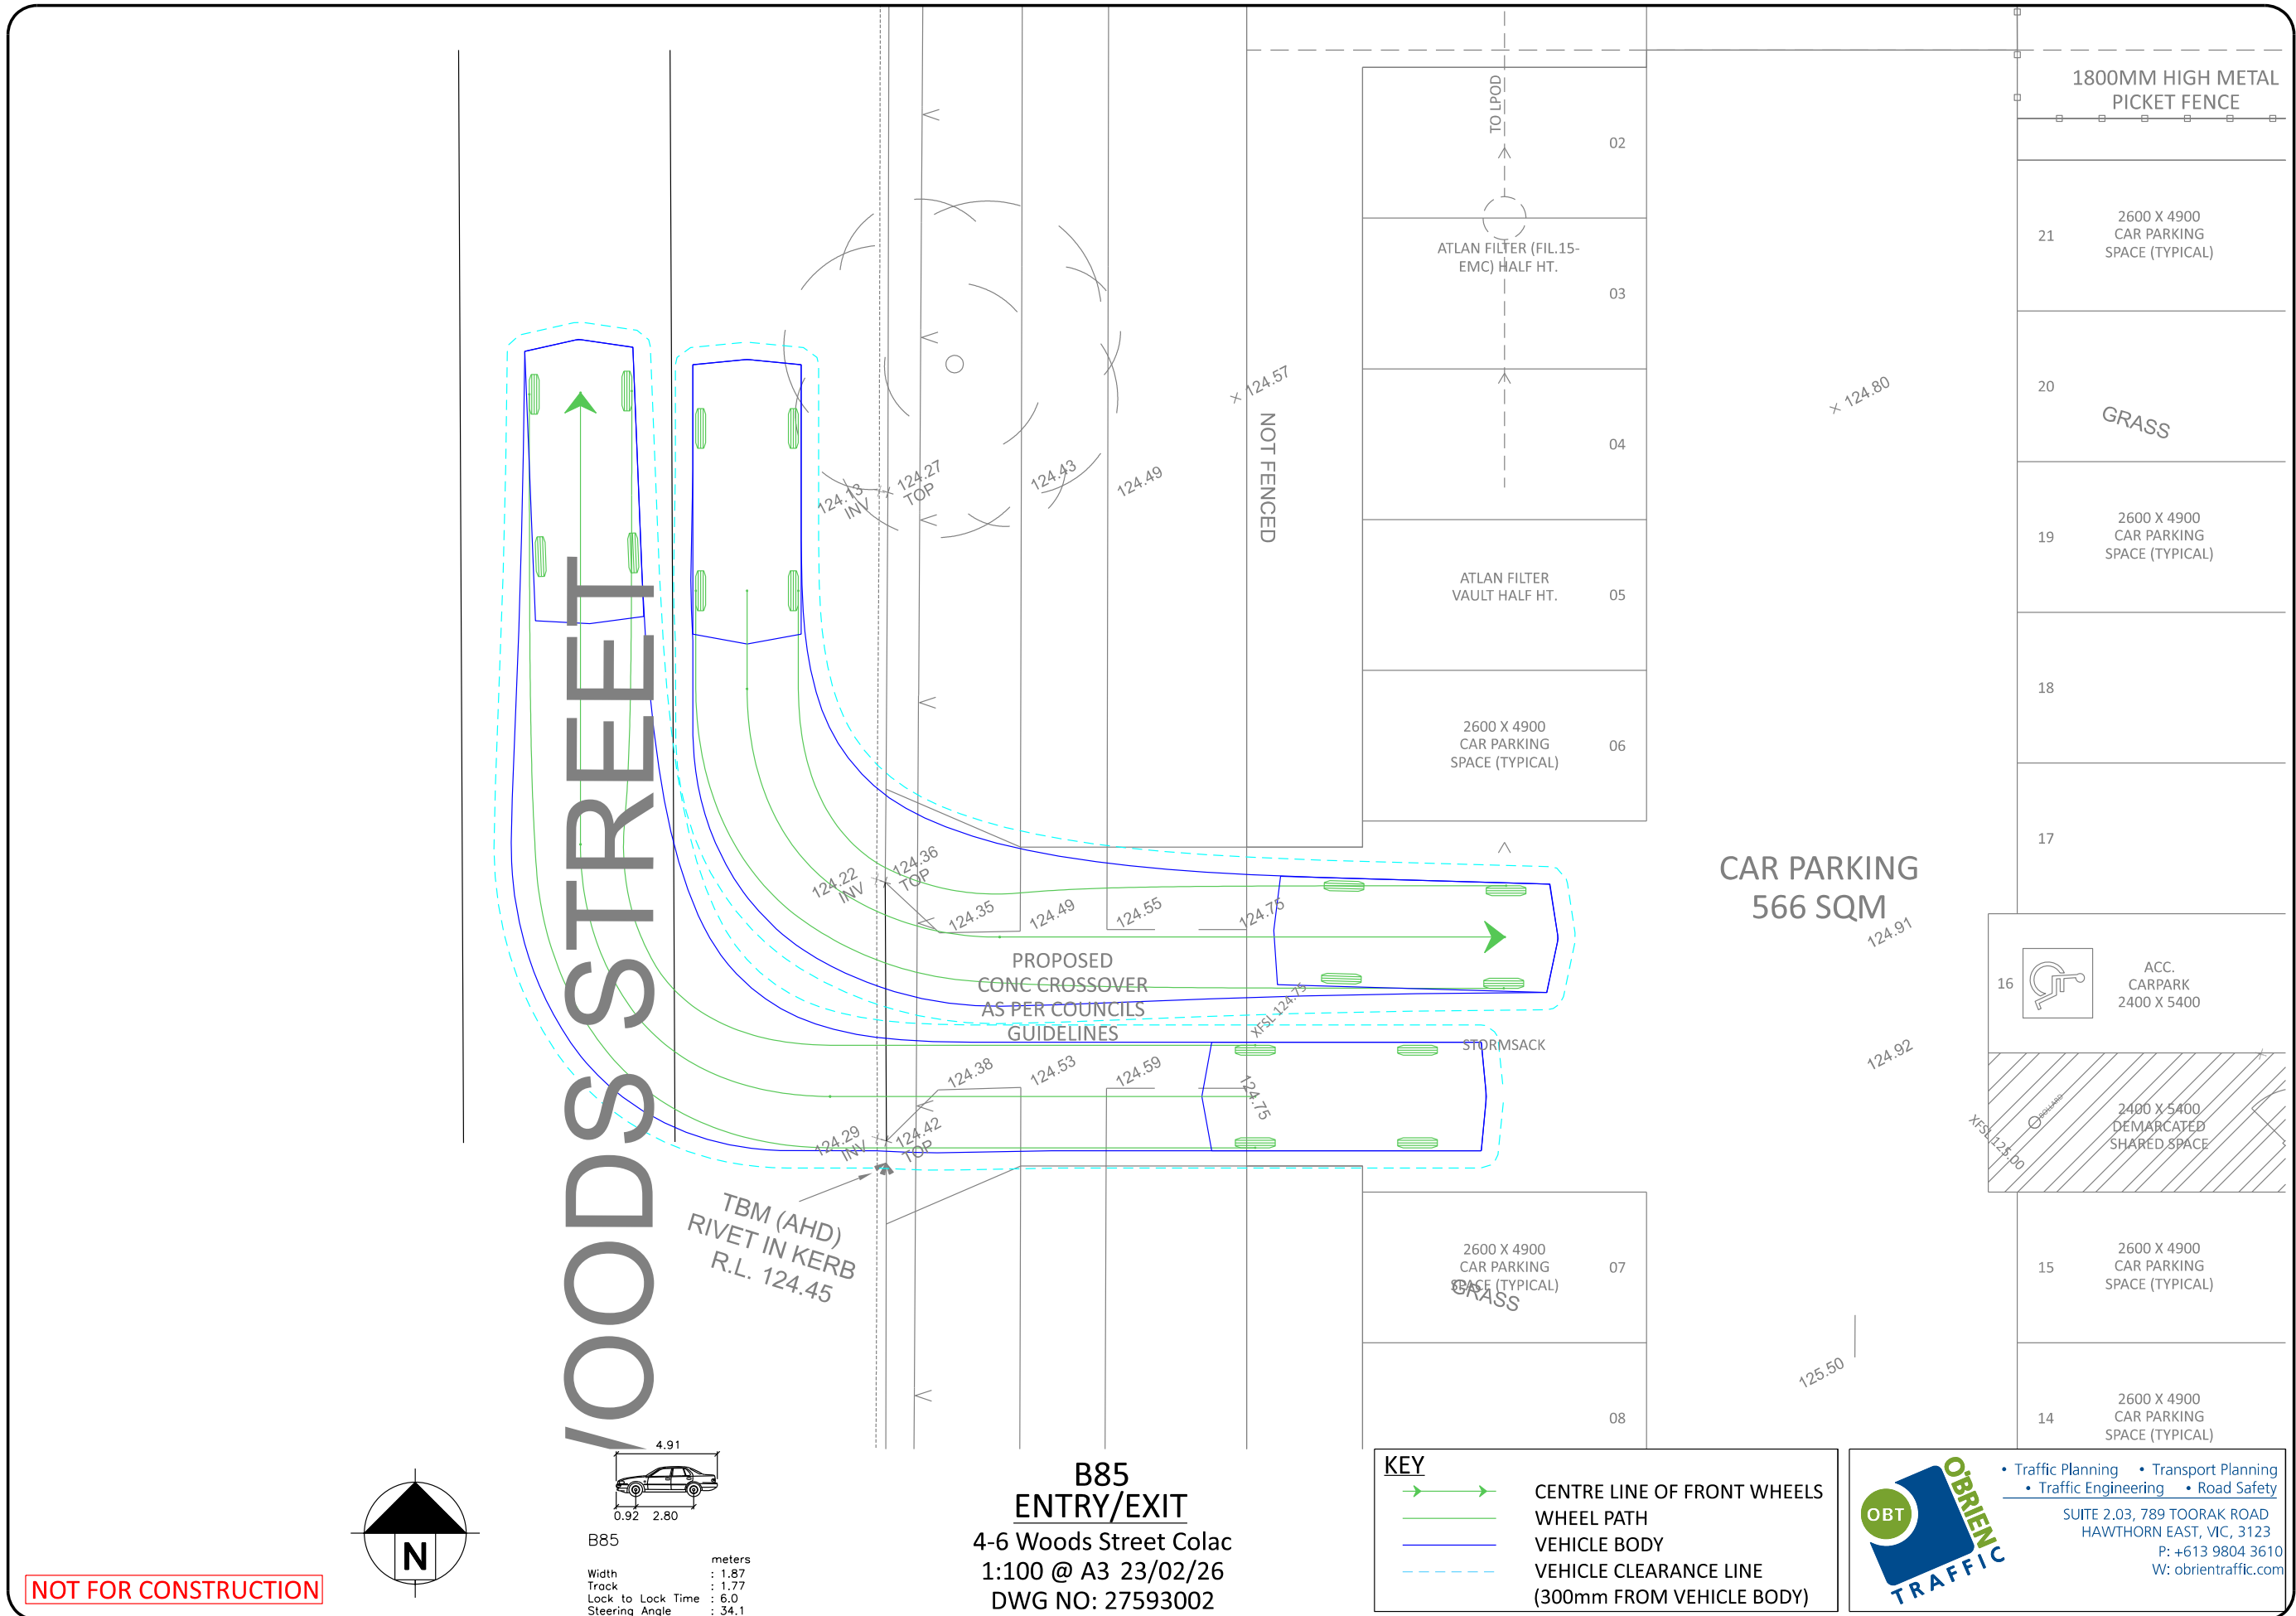 1800MM HIGH METAL
PICKET FENCE
TO LPOD
02
ATLAN FILTER (FIL.15-
EMC) HALF HT.
03
04
ATLAN FILTER
VAULT HALF HT.
05
2600 X 4900
CAR PARKING
SPACE (TYPICAL)
06
21
2600 X 4900
CAR PARKING
SPACE (TYPICAL)
20
GRASS
19
2600 X 4900
CAR PARKING
SPACE (TYPICAL)
18
17
124.57
124.80
NOT FENCED
124.13
INV
124.27
TOP
124.43
124.49
WOODS STREET
CAR PARKING
566 SQM
124.22
INV
124.36
TOP
124.35
124.49
124.55
124.75
PROPOSED
CONC CROSSOVER
AS PER COUNCILS
GUIDELINES
XFSL 124.75
STORMSACK
124.91
124.92
16
ACC.
CARPARK
2400 X 5400
BOLLARD
2400 X 5400
DEMARCATED
SHARED SPACE
XFSL 125.00
124.38
124.53
124.59
124.75
124.29
INV
124.42
TOP
TBM (AHD)
RIVET IN KERB
R.L. 124.45
2600 X 4900
CAR PARKING
SPACE (TYPICAL)
07
GRASS
08
15
2600 X 4900
CAR PARKING
SPACE (TYPICAL)
125.50
14
2600 X 4900
CAR PARKING
SPACE (TYPICAL)
NOT FOR CONSTRUCTION
N
4.91
0.92 2.80
B85
meters
Width : 1.87
Track : 1.77
Lock to Lock Time : 6.0
Steering Angle : 34.1
B85
ENTRY/EXIT
4-6 Woods Street Colac
1:100 @ A3 23/02/26
DWG NO: 27593002
KEY
CENTRE LINE OF FRONT WHEELS
WHEEL PATH
VEHICLE BODY
VEHICLE CLEARANCE LINE
(300mm FROM VEHICLE BODY)
OBT
O'BRIEN
TRAFFIC
• Traffic Planning • Transport Planning
• Traffic Engineering • Road Safety
SUITE 2.03, 789 TOORAK ROAD
HAWTHORN EAST, VIC, 3123
P: +613 9804 3610
W: obrientraffic.com